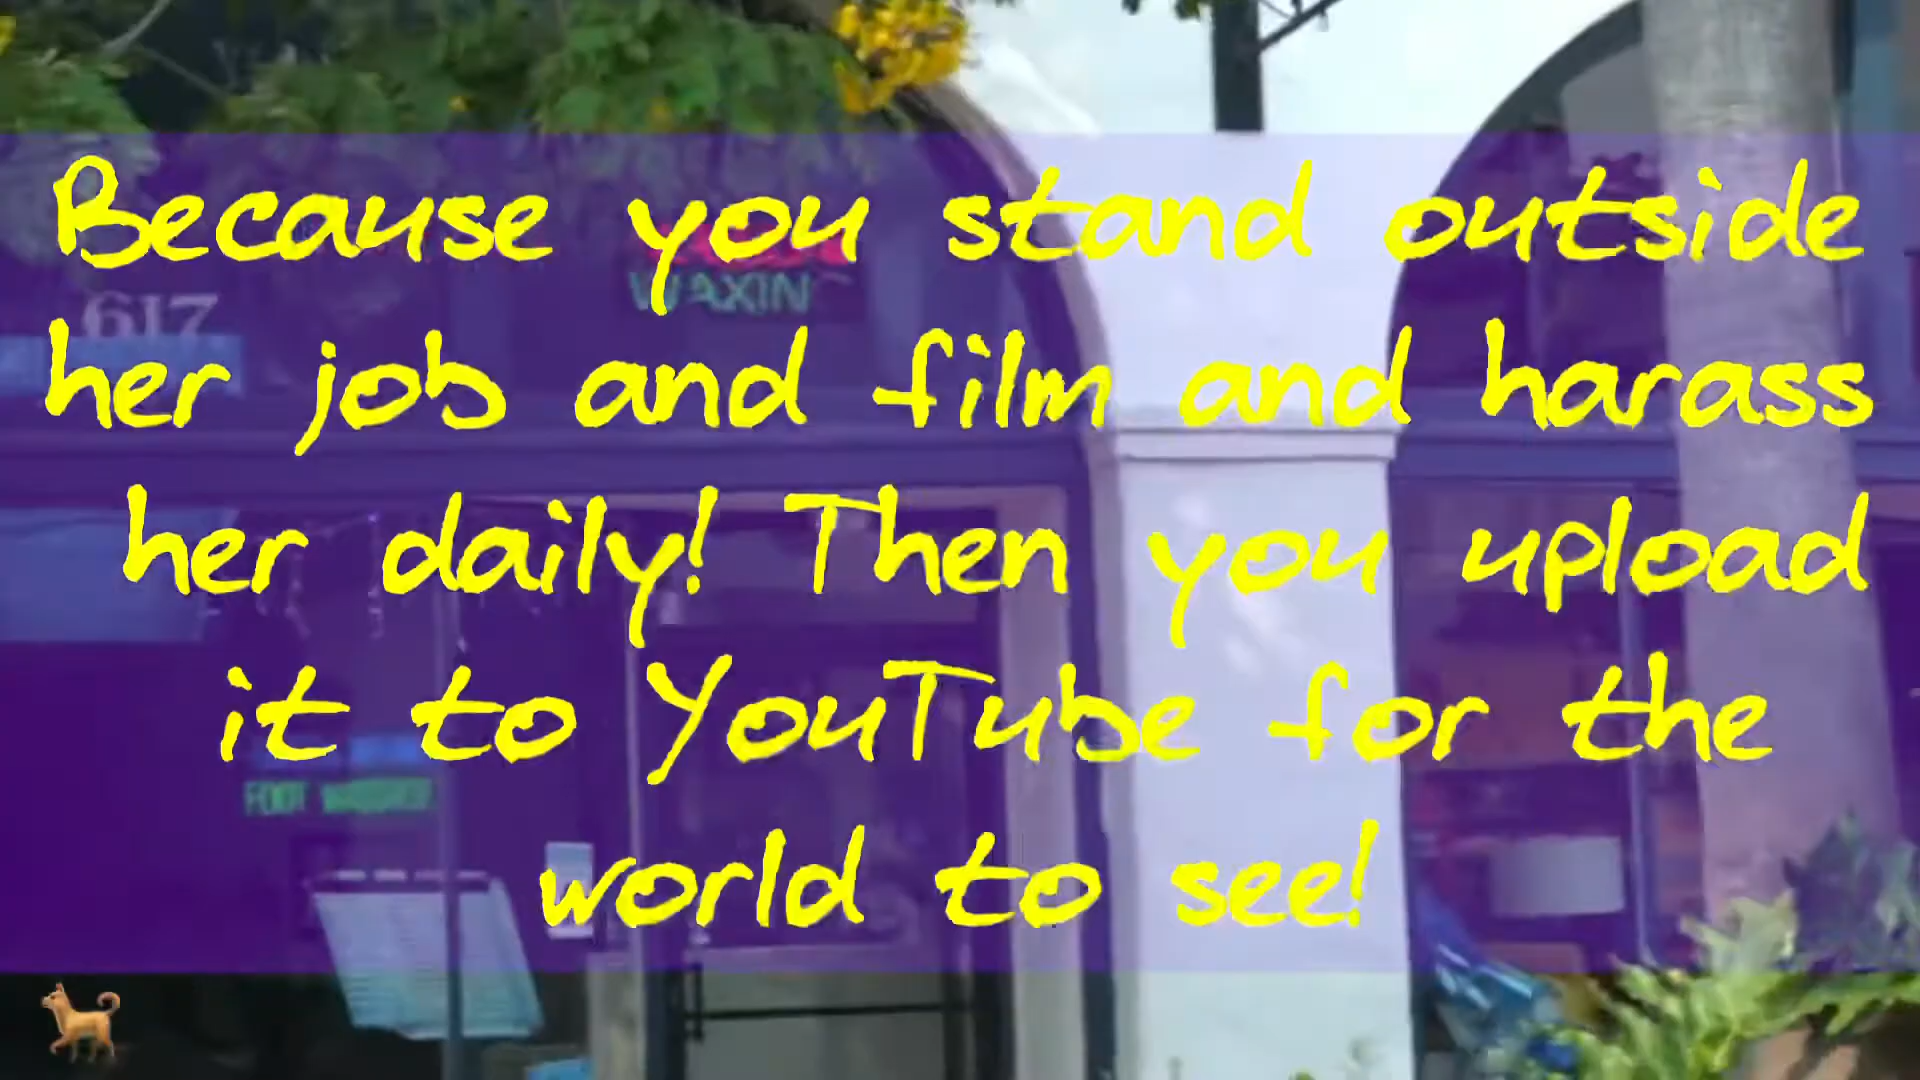 Because you stand outside
her job and film and harass
her daily! Then you upload
it to YouTube for the
world to see!
617
WAXIN
FOOT